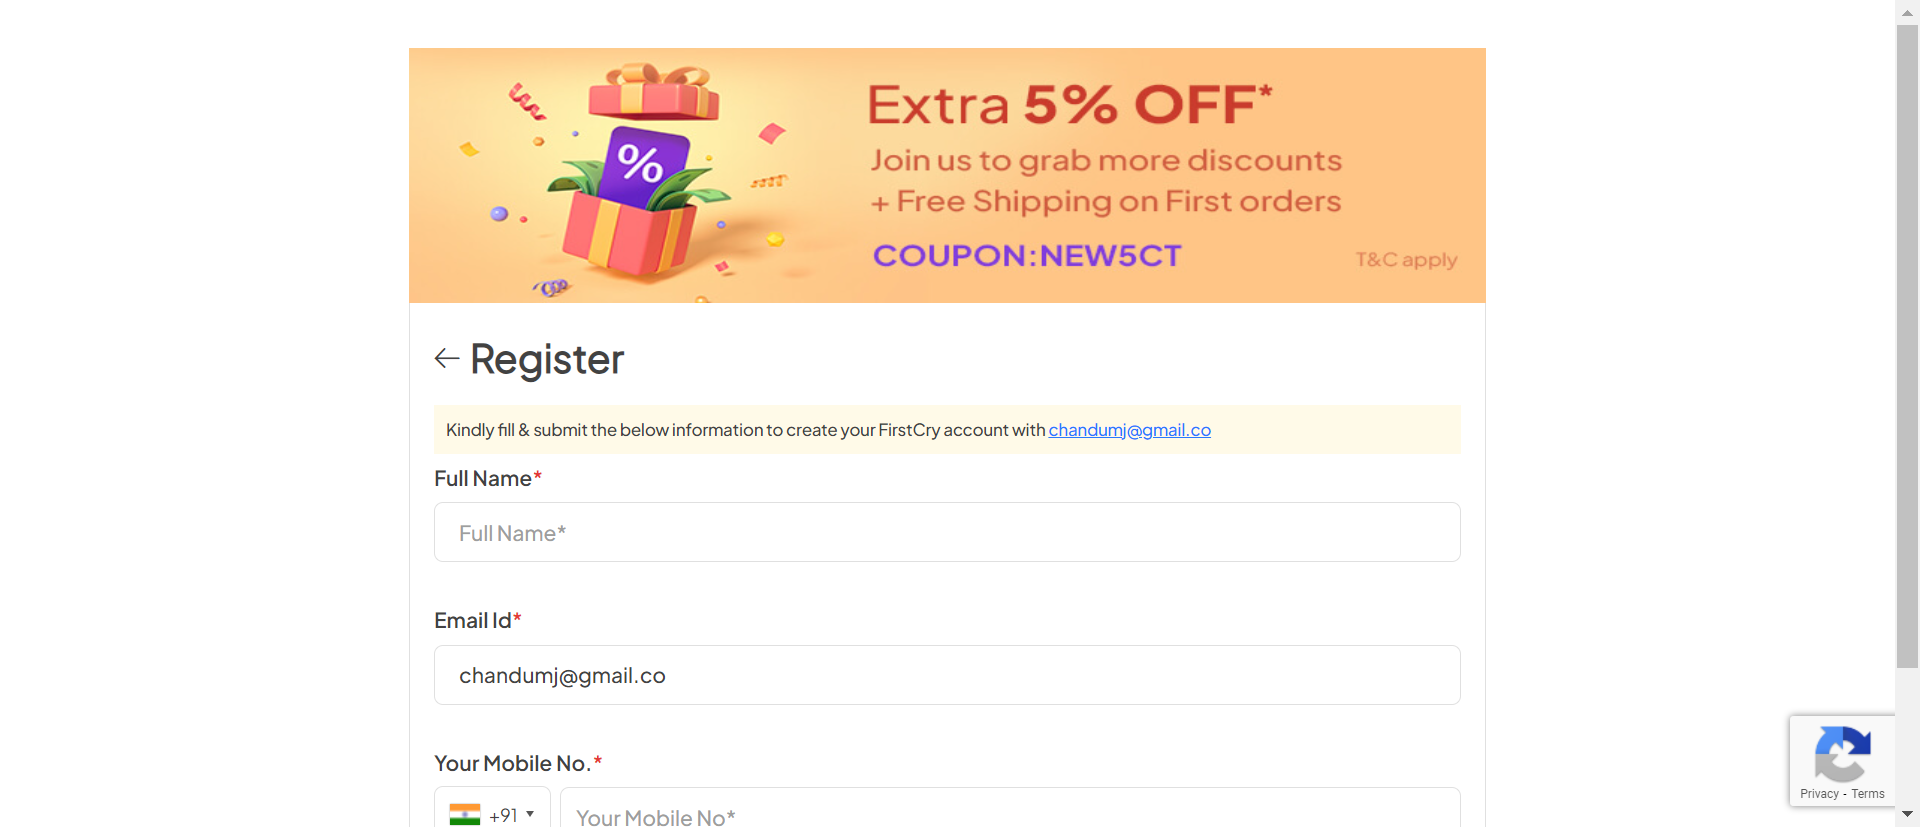 Extra 5% OFF*
Join us to grab more discounts
+ Free Shipping on First orders
COUPON:NEW5CT
T&C apply
%
Register
Kindly fill & submit the below information to create your FirstCry account with chandumj@gmail.co
Full Name*
Full Name*
Email Id*
chandumj@gmail.co
Your Mobile No.*
+91
Your Mobile No*
Privacy - Terms